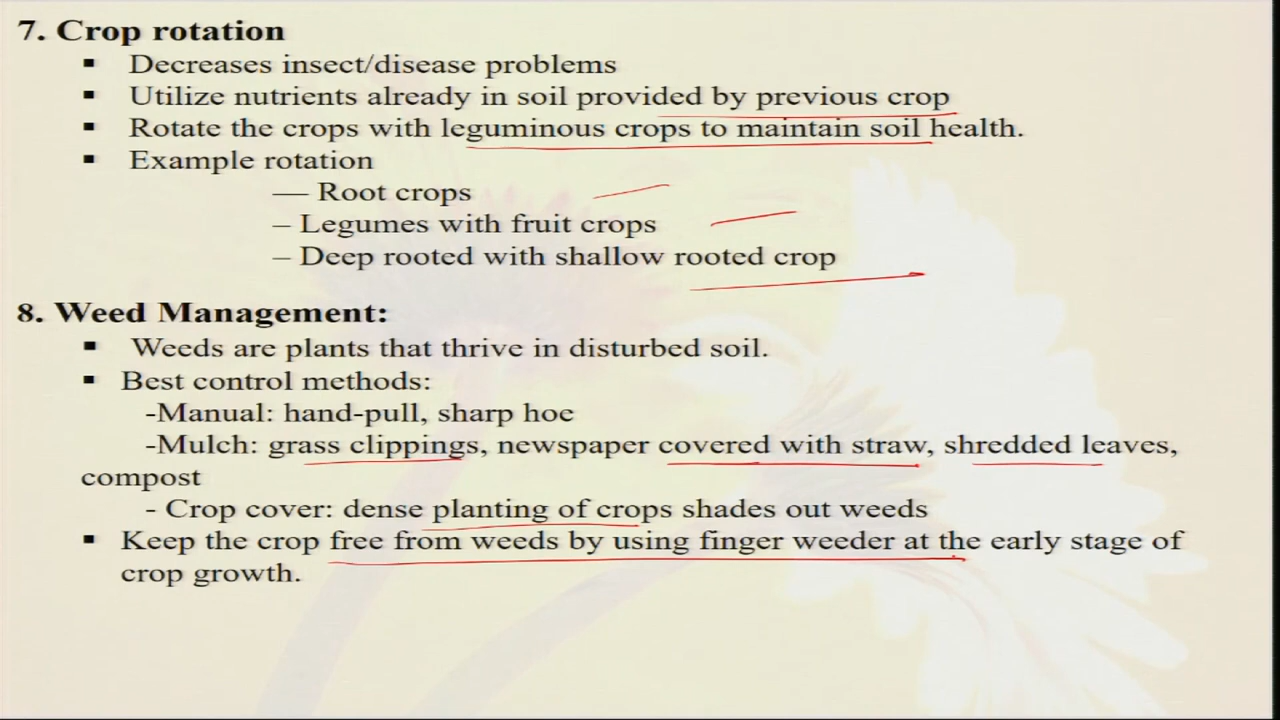 7. Crop rotation
▪ Decreases insect/disease problems
▪ Utilize nutrients already in soil provided by previous crop
▪ Rotate the crops with leguminous crops to maintain soil health.
▪ Example rotation
— Root crops
– Legumes with fruit crops
– Deep rooted with shallow rooted crop
8. Weed Management:
▪ Weeds are plants that thrive in disturbed soil.
▪ Best control methods:
-Manual: hand-pull, sharp hoe
-Mulch: grass clippings, newspaper covered with straw, shredded leaves,
compost
- Crop cover: dense planting of crops shades out weeds
▪ Keep the crop free from weeds by using finger weeder at the early stage of
crop growth.